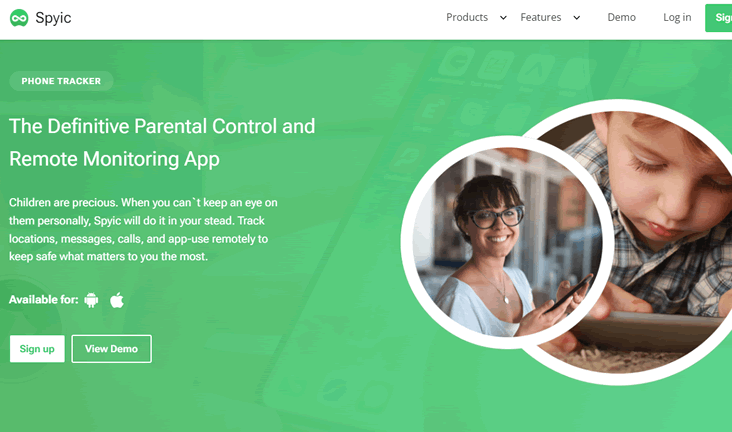 Spyic
Products
Features
Demo
Log in
PHONE TRACKER
The Definitive Parental Control and
Remote Monitoring App
Children are precious. When you can`t keep an eye on
them personally, Spyic will do it in your stead. Track
locations, messages, calls, and app-use remotely to
keep safe what matters to you the most.
Available for:
Sign up
View Demo